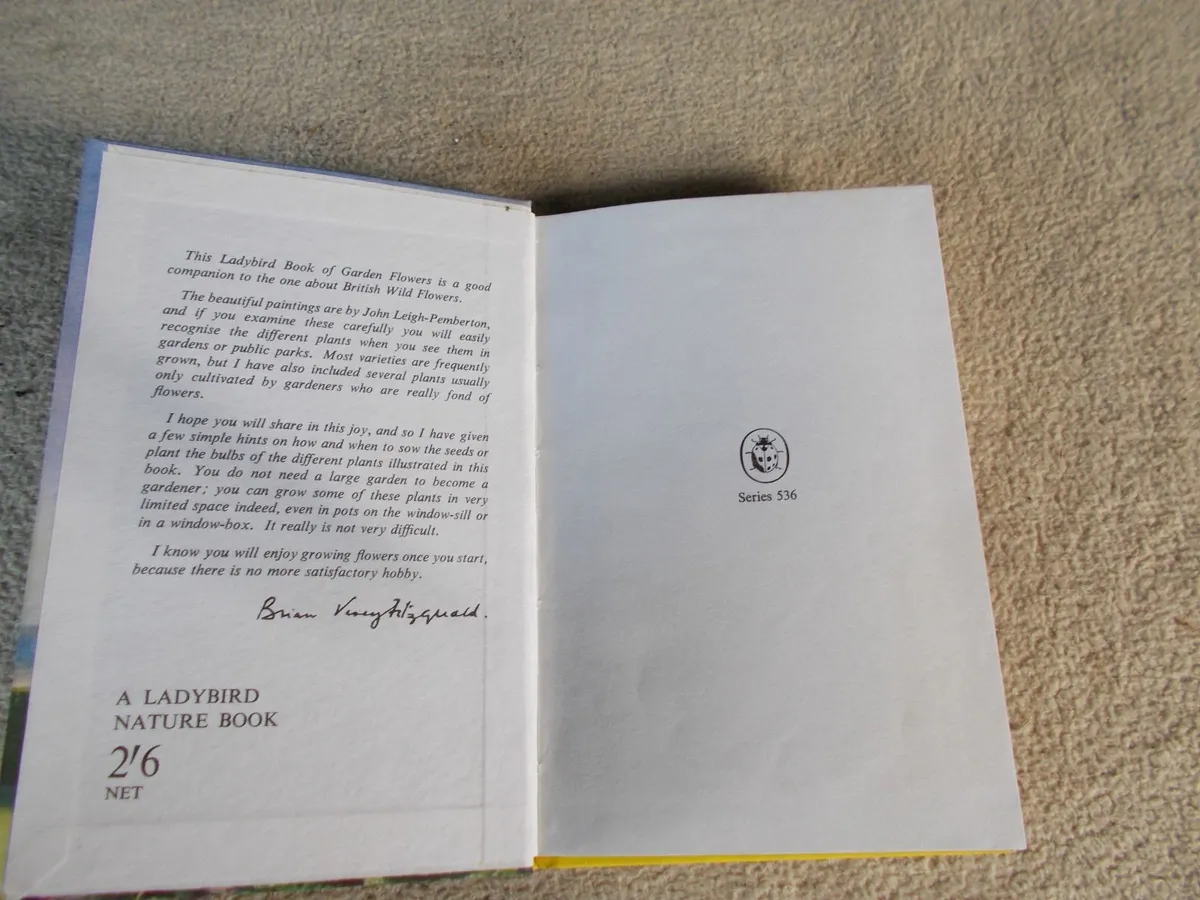 This Ladybird Book of Garden Flowers is a good
companion to the one about British Wild Flowers.
The beautiful paintings are by John Leigh-Pemberton,
and if you examine these carefully you will easily
recognise the different plants when you see them in
gardens or public parks. Most varieties are frequently
grown, but I have also included several plants usually
only cultivated by gardeners who are really fond of
flowers.
I hope you will share in this joy, and so I have given
a few simple hints on how and when to sow the seeds or
plant the bulbs of the different plants illustrated in this
book. You do not need a large garden to become a
gardener; you can grow some of these plants in very
limited space indeed, even in pots on the window-sill or
in a window-box. It really is not very difficult.
I know you will enjoy growing flowers once you start,
because there is no more satisfactory hobby.
Brian Vesey-Fitzgerald.
A LADYBIRD
NATURE BOOK
2'6
NET
Series 536